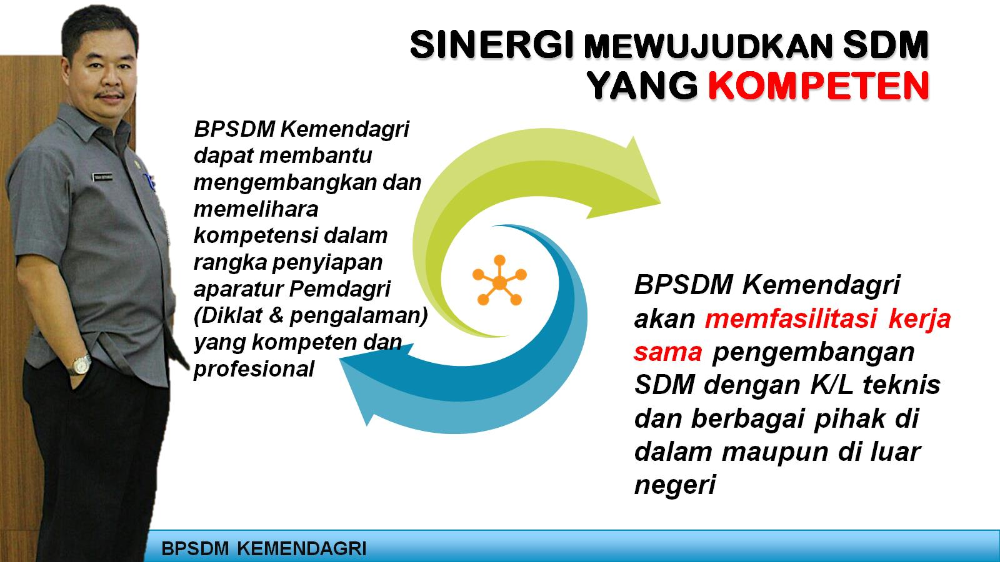 SINERGI MEWUJUDKAN SDM
YANG KOMPETEN
BPSDM Kemendagri
dapat membantu
mengembangkan dan
memelihara
kompetensi dalam
rangka penyiapan
aparatur Pemdagri
(Diklat & pengalaman)
yang kompeten dan
profesional
BPSDM Kemendagri
akan memfasilitasi kerja
sama pengembangan
SDM dengan K/L teknis
dan berbagai pihak di
dalam maupun di luar
negeri
BPSDM KEMENDAGRI